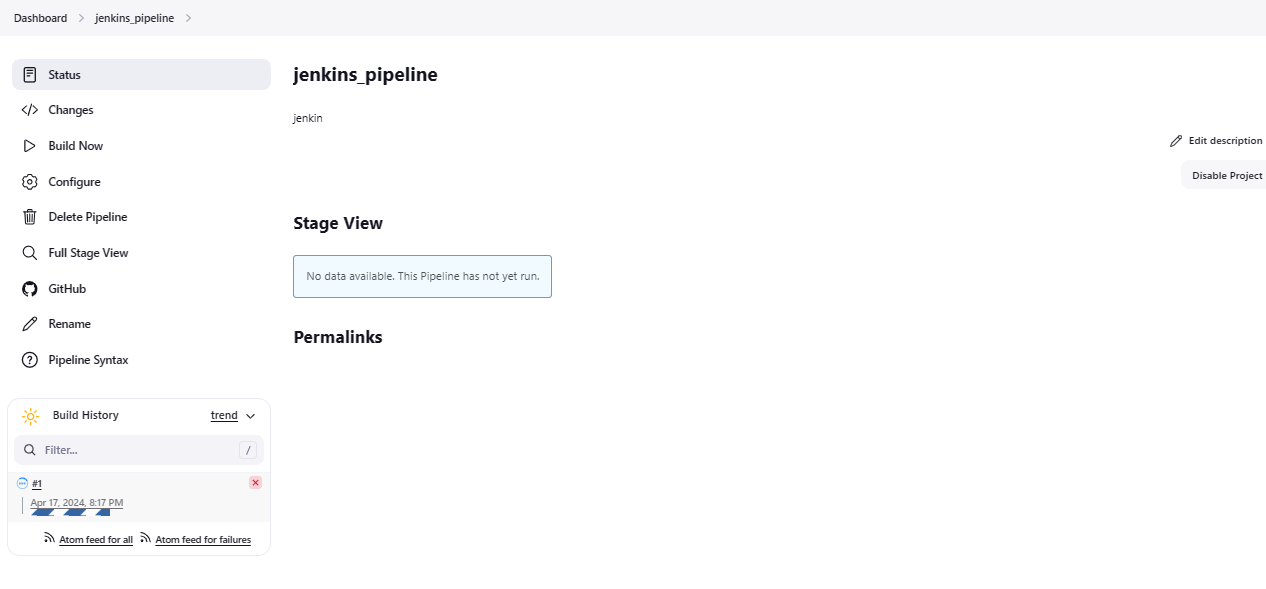 Dashboard > jenkins_pipeline >
Status
Changes
Build Now
Configure
Delete Pipeline
Full Stage View
GitHub
Rename
Pipeline Syntax
Build History trend
Filter... /
#1
Apr 17, 2024, 8:17 PM
Atom feed for all Atom feed for failures
jenkins_pipeline
jenkin
Edit description
Disable Project
Stage View
No data available. This Pipeline has not yet run.
Permalinks